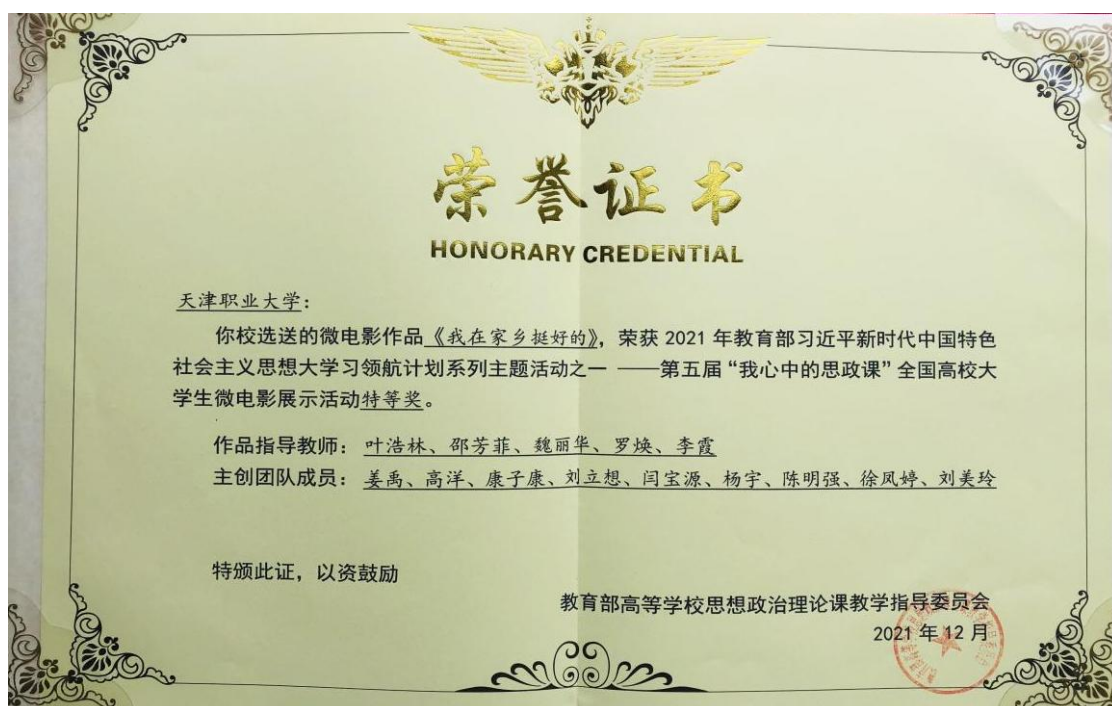 荣誉证书
HONORARY CREDENTIAL
天津职业大学：
你校选送的微电影作品《我在家乡挺好的》，荣获 2021 年教育部习近平新时代中国特色
社会主义思想大学习领航计划系列主题活动之一 ——第五届“我心中的思政课”全国高校大
学生微电影展示活动特等奖。
作品指导教师：叶浩林、邵芳菲、魏丽华、罗焕、李霞
主创团队成员：姜禹、高洋、康子康、刘立想、闫宝源、杨宇、陈明强、徐凤婷、刘美玲
特颁此证，以资鼓励
教育部高等学校思想政治理论课教学指导委员会
2021 年 12 月